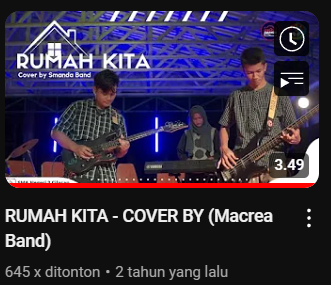 RUMAH KITA
Cover by Smanda Band
3.49
RUMAH KITA - COVER BY (Macrea
Band)
645 x ditonton • 2 tahun yang lalu